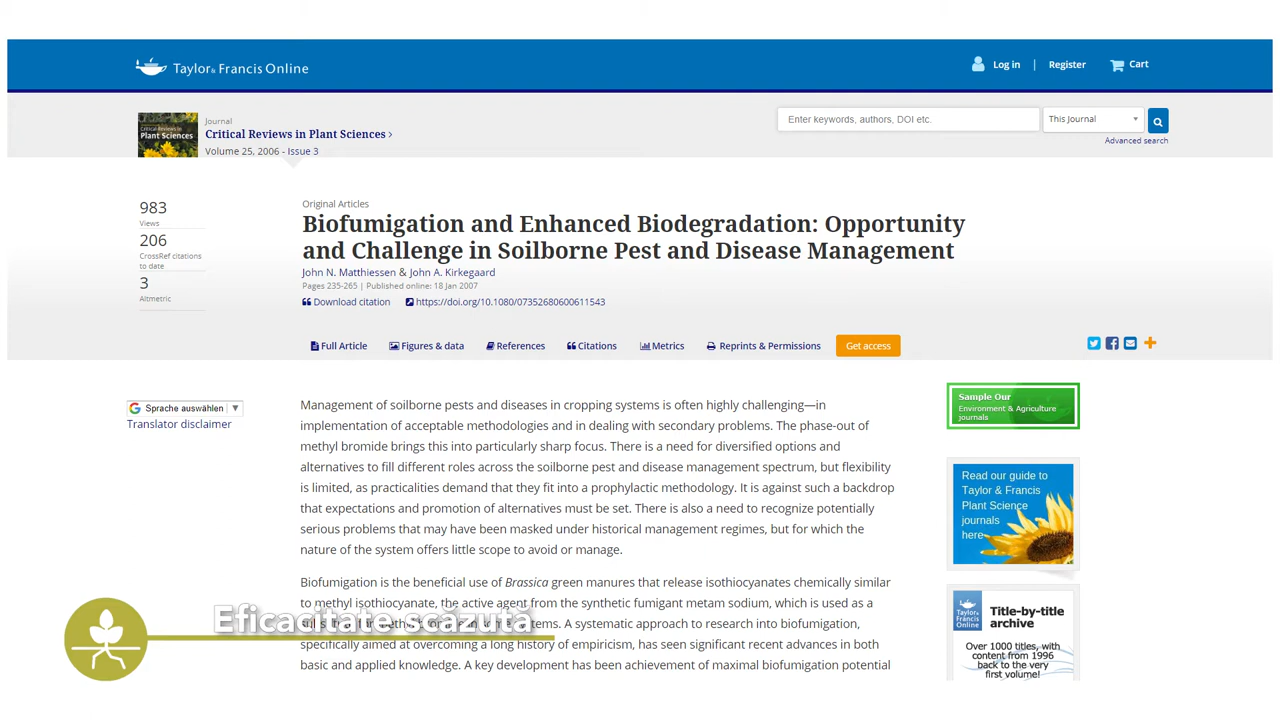 Taylor & Francis Online
Log in | Register Cart
Critical Reviews in Plant Sciences
Journal
Critical Reviews in Plant Sciences ›
Volume 25, 2006 - Issue 3
Enter keywords, authors, DOI etc.
This Journal
Advanced search
983
Views
206
CrossRef citations
to date
3
Altmetric
Original Articles
Biofumigation and Enhanced Biodegradation: Opportunity
and Challenge in Soilborne Pest and Disease Management
John N. Matthiessen & John A. Kirkegaard
Pages 235-265 | Published online: 18 Jan 2007
Download citation https://doi.org/10.1080/07352680600611543
Full Article Figures & data References Citations Metrics Reprints & Permissions Get access
Sprache auswählen
Translator disclaimer
Management of soilborne pests and diseases in cropping systems is often highly challenging—in
implementation of acceptable methodologies and in dealing with secondary problems. The phase-out of
methyl bromide brings this into particularly sharp focus. There is a need for diversified options and
alternatives to fill different roles across the soilborne pest and disease management spectrum, but flexibility
is limited, as practicalities demand that they fit into a prophylactic methodology. It is against such a backdrop
that expectations and promotion of alternatives must be set. There is also a need to recognize potentially
serious problems that may have been masked under historical management regimes, but for which the
nature of the system offers little scope to avoid or manage.
Biofumigation is the beneficial use of Brassica green manures that release isothiocyanates chemically similar
to methyl isothiocyanate, the active agent from the synthetic fumigant metam sodium, which is used as a
A systematic approach to research into biofumigation,
specifically aimed at overcoming a long history of empiricism, has seen significant recent advances in both
basic and applied knowledge. A key development has been achievement of maximal biofumigation potential
Eficacitate scăzută
Sample Our
Environment & Agriculture
journals
Read our guide to
Taylor & Francis
Plant Science
journals
here
Taylor & Francis Online
Title-by-title
archive
Over 1000 titles, with
content from 1996
back to the very
first volume!